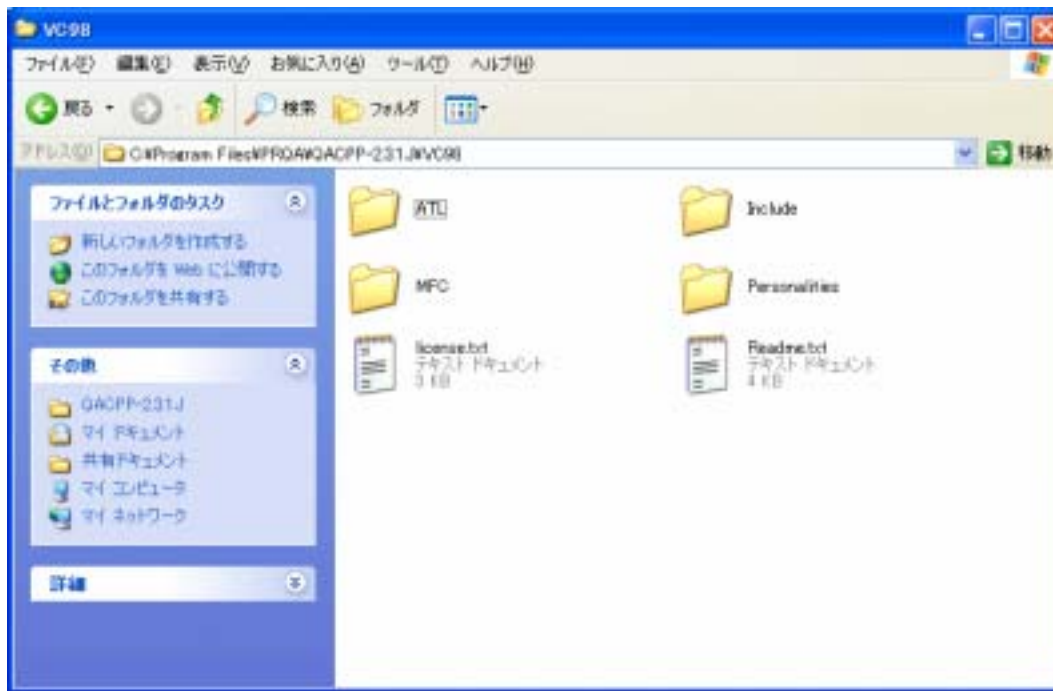 VC98
ファイル(F) 編集(E) 表示(V) お気に入り(A) ツール(T) ヘルプ(H)
戻る 検索 フォルダ
アドレス(D) C:¥Program Files¥PRQA¥QACPP-2.3.1J¥VC98 移動
ファイルとフォルダのタスク
新しいフォルダを作成する
このフォルダを Web に公開する
このフォルダを共有する
その他
QACPP-2.3.1J
マイ ドキュメント
共有ドキュメント
マイ コンピュータ
マイ ネットワーク
詳細
ATL
Include
MFC
Personalities
license.txt
テキスト ドキュメント
3 KB
Readme.txt
テキスト ドキュメント
4 KB